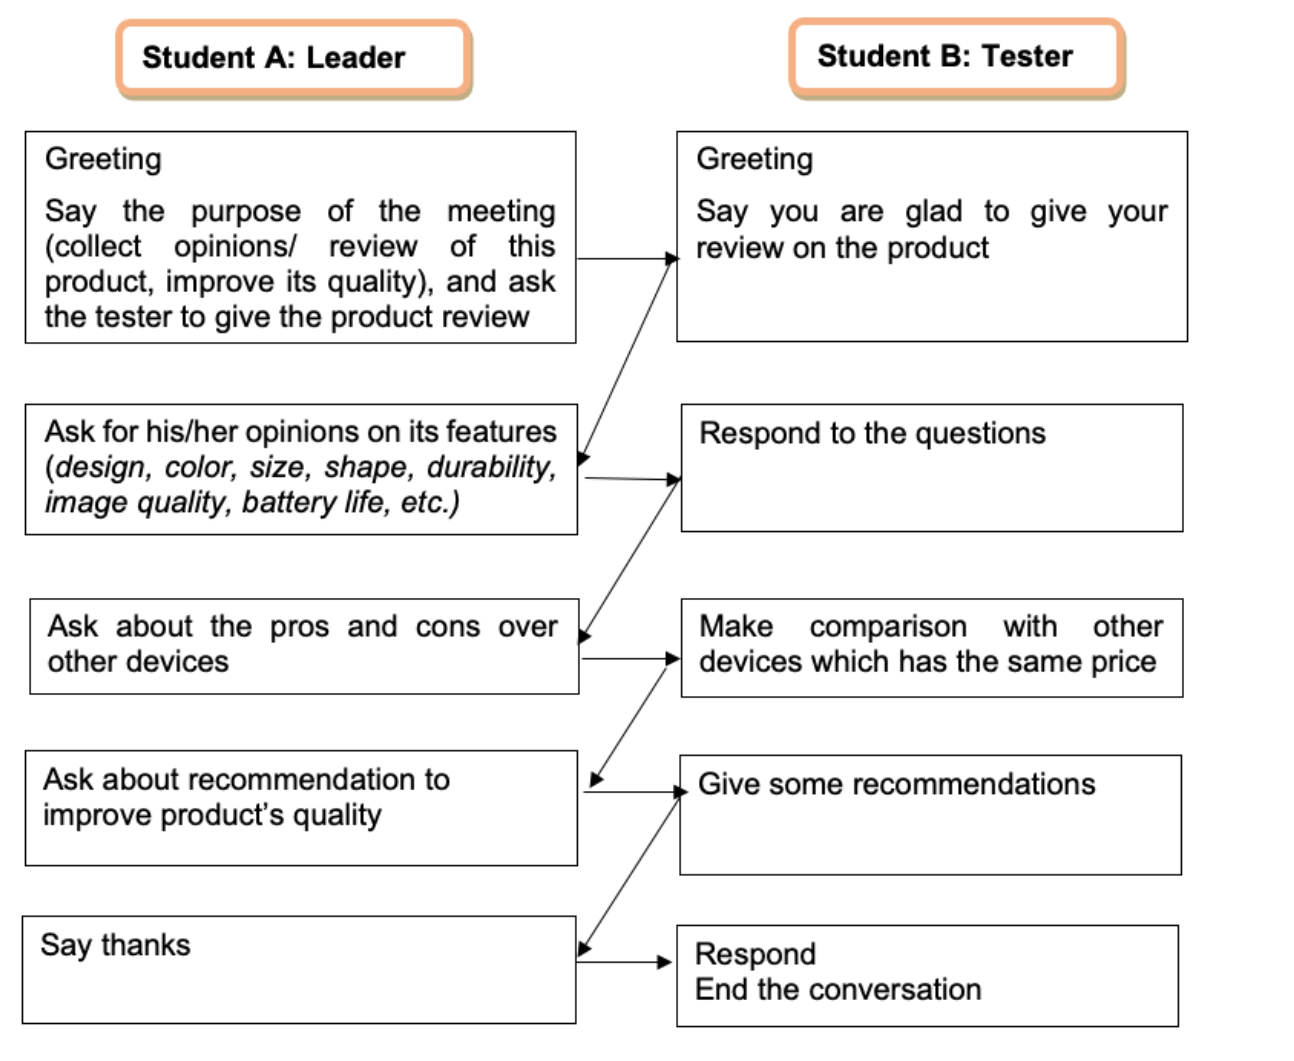 Student A: Leader
Student B: Tester
Greeting
Say the purpose of the meeting
(collect opinions/ review of this
product, improve its quality), and ask
the tester to give the product review
Greeting
Say you are glad to give your
review on the product
Ask for his/her opinions on its features
(design, color, size, shape, durability,
image quality, battery life, etc.)
Respond to the questions
Ask about the pros and cons over
other devices
Make comparison with other
devices which has the same price
Ask about recommendation to
improve product's quality
Give some recommendations
Say thanks
Respond
End the conversation